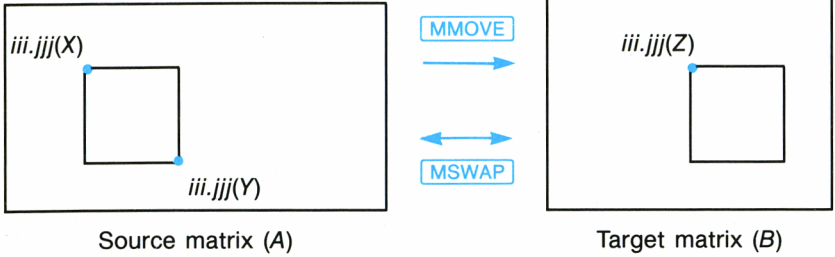 iii.jjj(X)
MMOVE
iii.jjj(Z)
iii.jjj(Y)
MSWAP
Source matrix (A)
Target matrix (B)